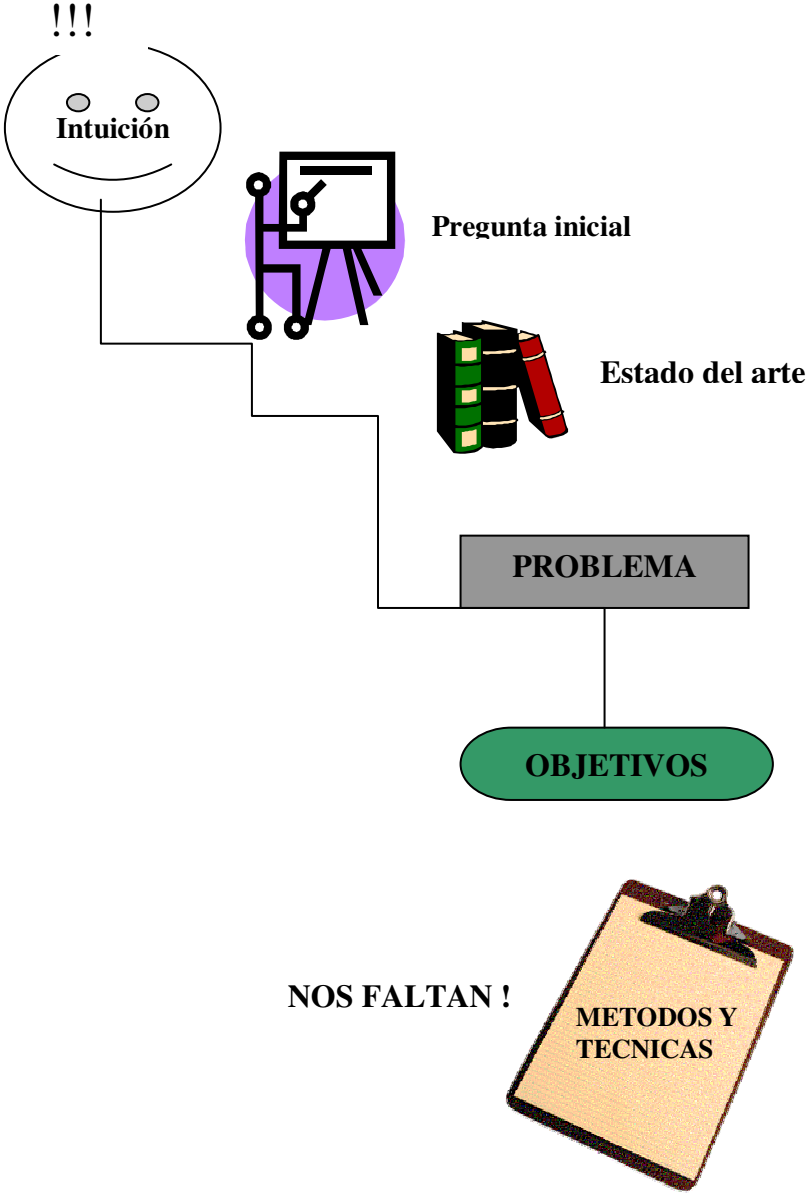 !!!
Intuición
Pregunta inicial
Estado del arte
PROBLEMA
OBJETIVOS
NOS FALTAN !
METODOS Y
TECNICAS